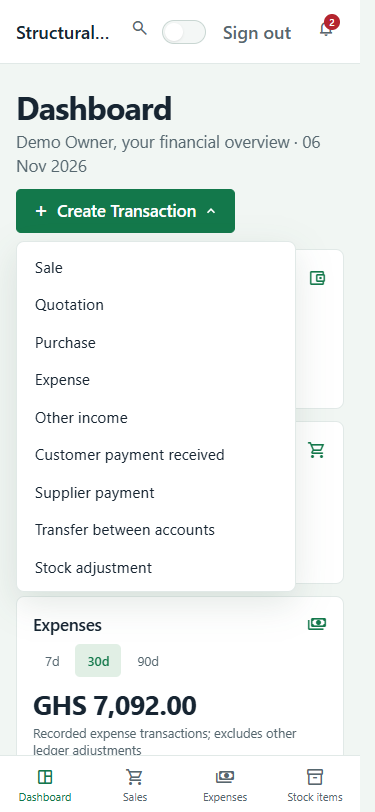 Structural...
Sign out
2
Dashboard
Demo Owner, your financial overview · 06
Nov 2026
+ Create Transaction
Sale
Quotation
Purchase
Expense
Other income
Customer payment received
Supplier payment
Transfer between accounts
Stock adjustment
Expenses
7d 30d 90d
GHS 7,092.00
Recorded expense transactions; excludes other
ledger adjustments
Dashboard Sales Expenses Stock items